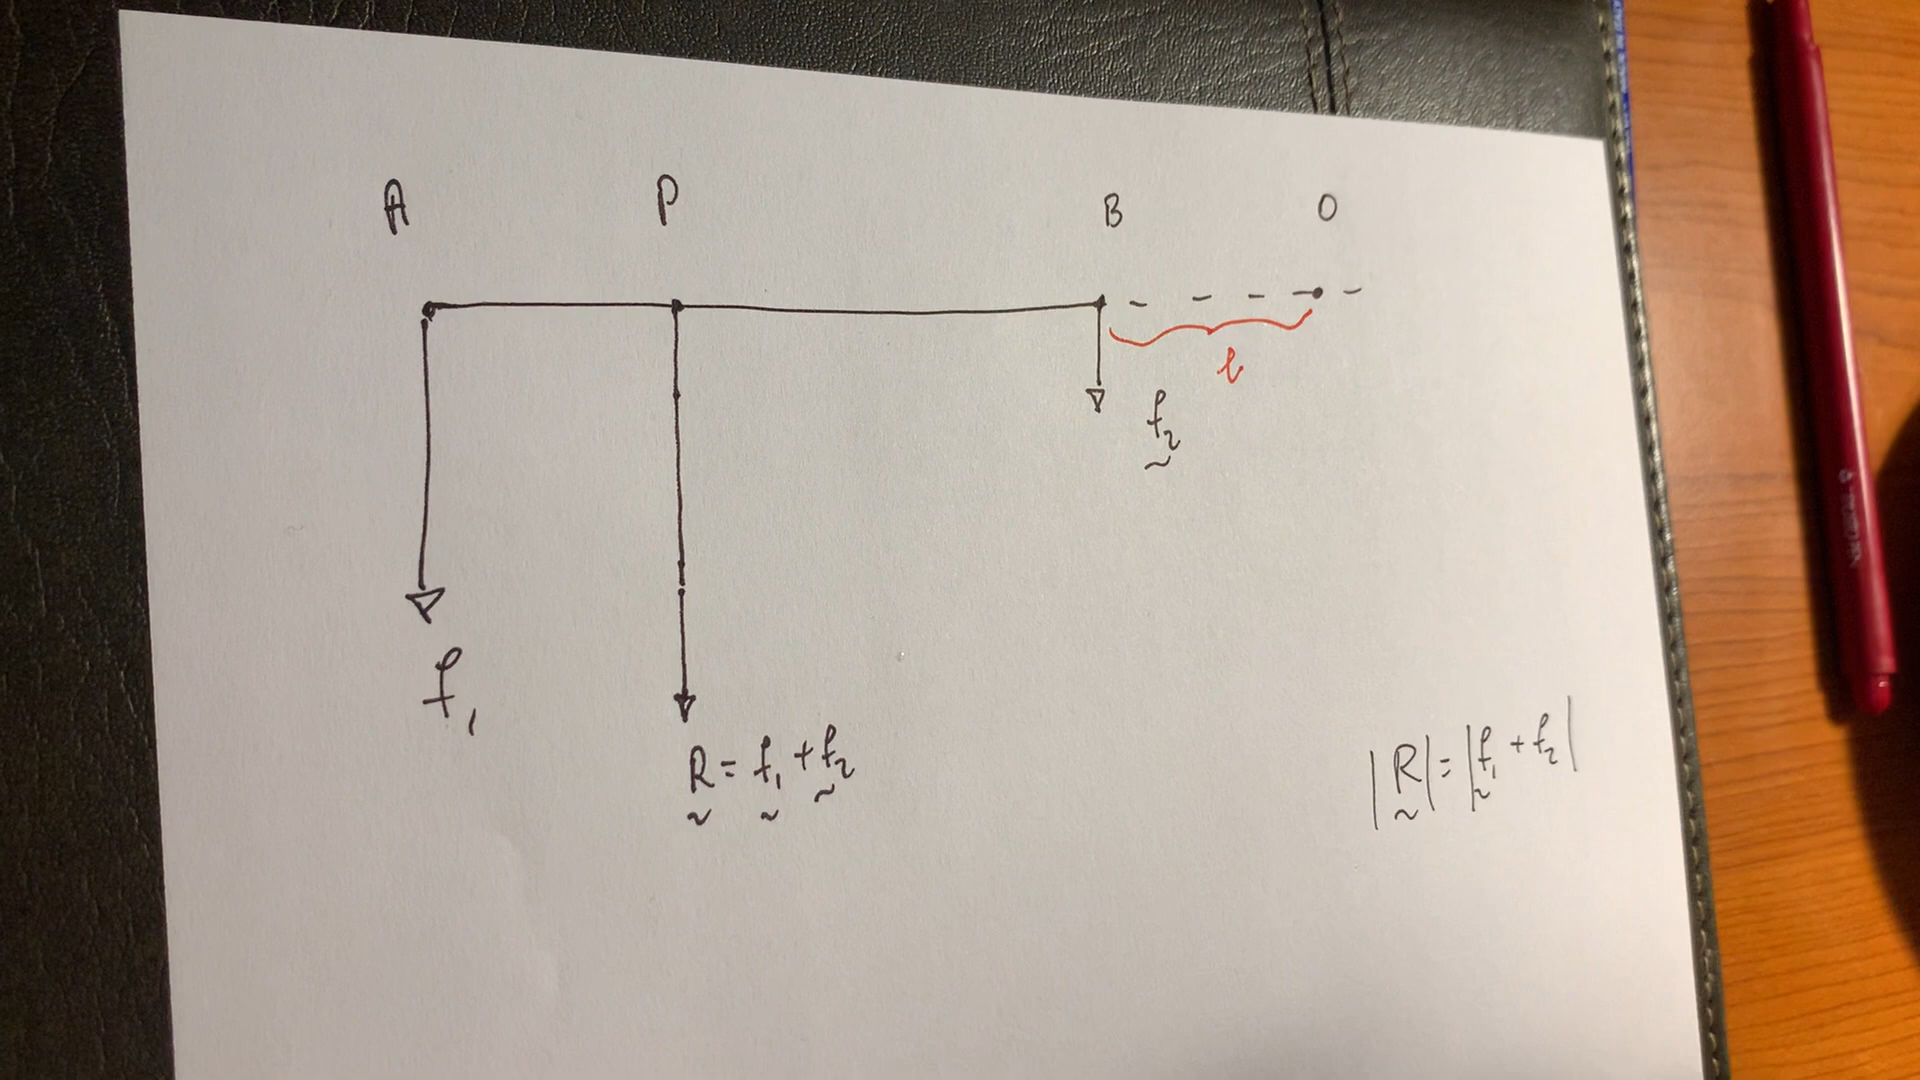 A P B O
l
f₂
f₁
R = f₁ + f₂
|R| = |f₁ + f₂|